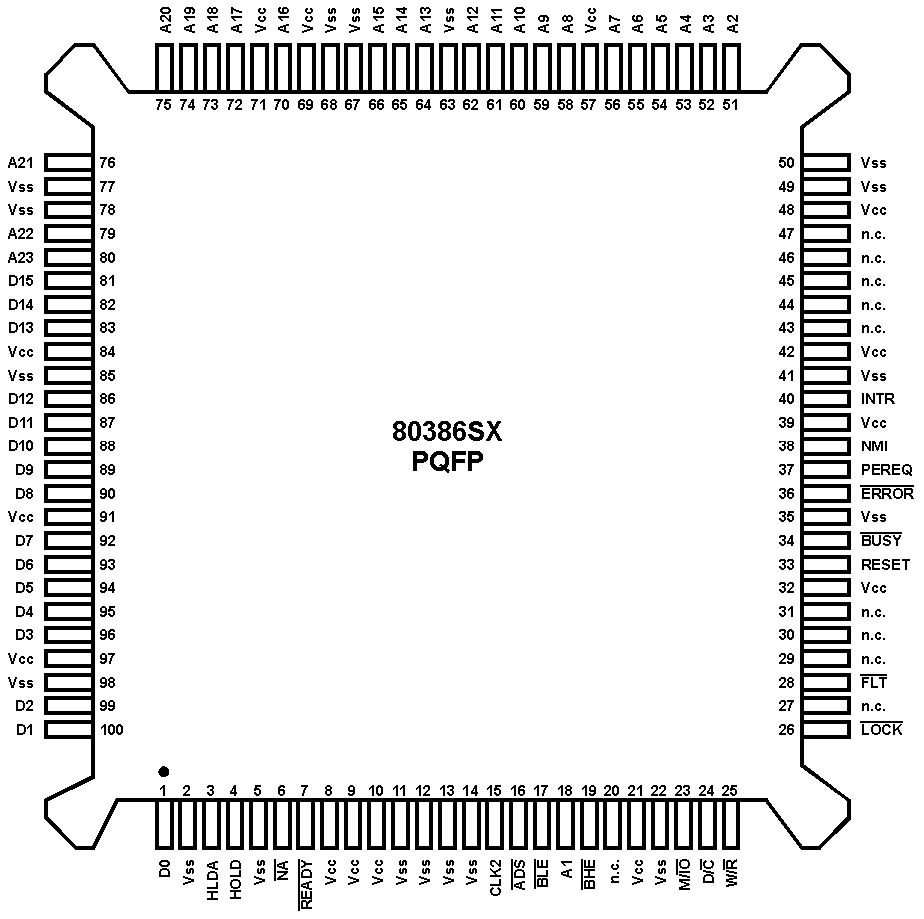 A20 A19 A18 A17 Vcc A16 Vcc Vss Vss A15 A14 A13 Vss A12 A11 A10 A9 A8 Vcc A7 A6 A5 A4 A3 A2
75 74 73 72 71 70 69 68 67 66 65 64 63 62 61 60 59 58 57 56 55 54 53 52 51
A21 76 50 Vss
Vss 77 49 Vss
Vss 78 48 Vcc
A22 79 47 n.c.
A23 80 46 n.c.
D15 81 45 n.c.
D14 82 44 n.c.
D13 83 43 n.c.
Vcc 84 42 Vcc
Vss 85 41 Vss
D12 86 40 INTR
D11 87 39 Vcc
80386SX
D10 88 38 NMI
PQFP
D9 89 37 PEREQ
D8 90 36 ERROR
Vcc 91 35 Vss
D7 92 34 BUSY
D6 93 33 RESET
D5 94 32 Vcc
D4 95 31 n.c.
D3 96 30 n.c.
Vcc 97 29 n.c.
Vss 98 28 FLT
D2 99 27 n.c.
D1 100 26 LOCK
1 2 3 4 5 6 7 8 9 10 11 12 13 14 15 16 17 18 19 20 21 22 23 24 25
D0 Vss HLDA HOLD Vss NA READY Vcc Vcc Vcc Vss Vss Vss Vss CLK2 ADS BLE A1 BHE n.c. Vcc Vss M/IO D/C W/R